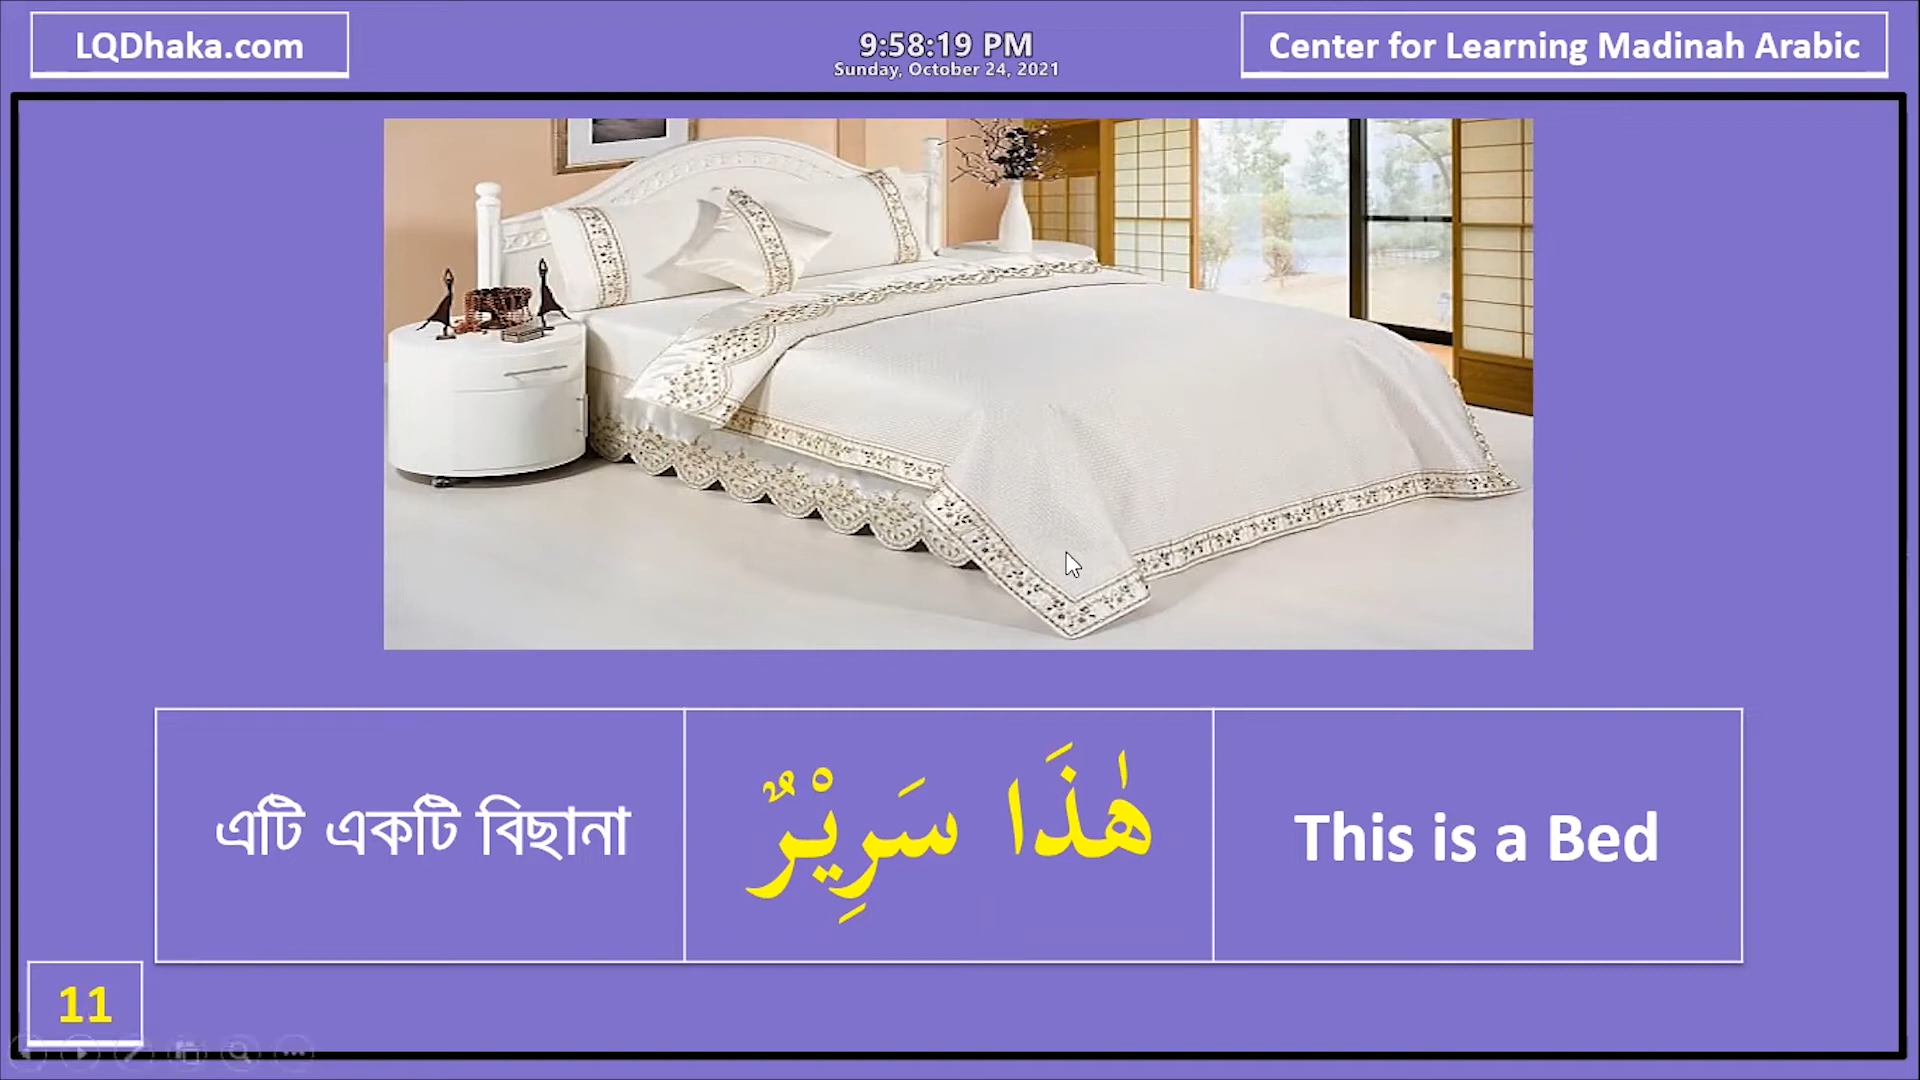 LQDhaka.com
9:58:19 PM
Sunday, October 24, 2021
Center for Learning Madinah Arabic
এটি একটি বিছানা
هٰذَا سَرِيْرٌ
This is a Bed
11